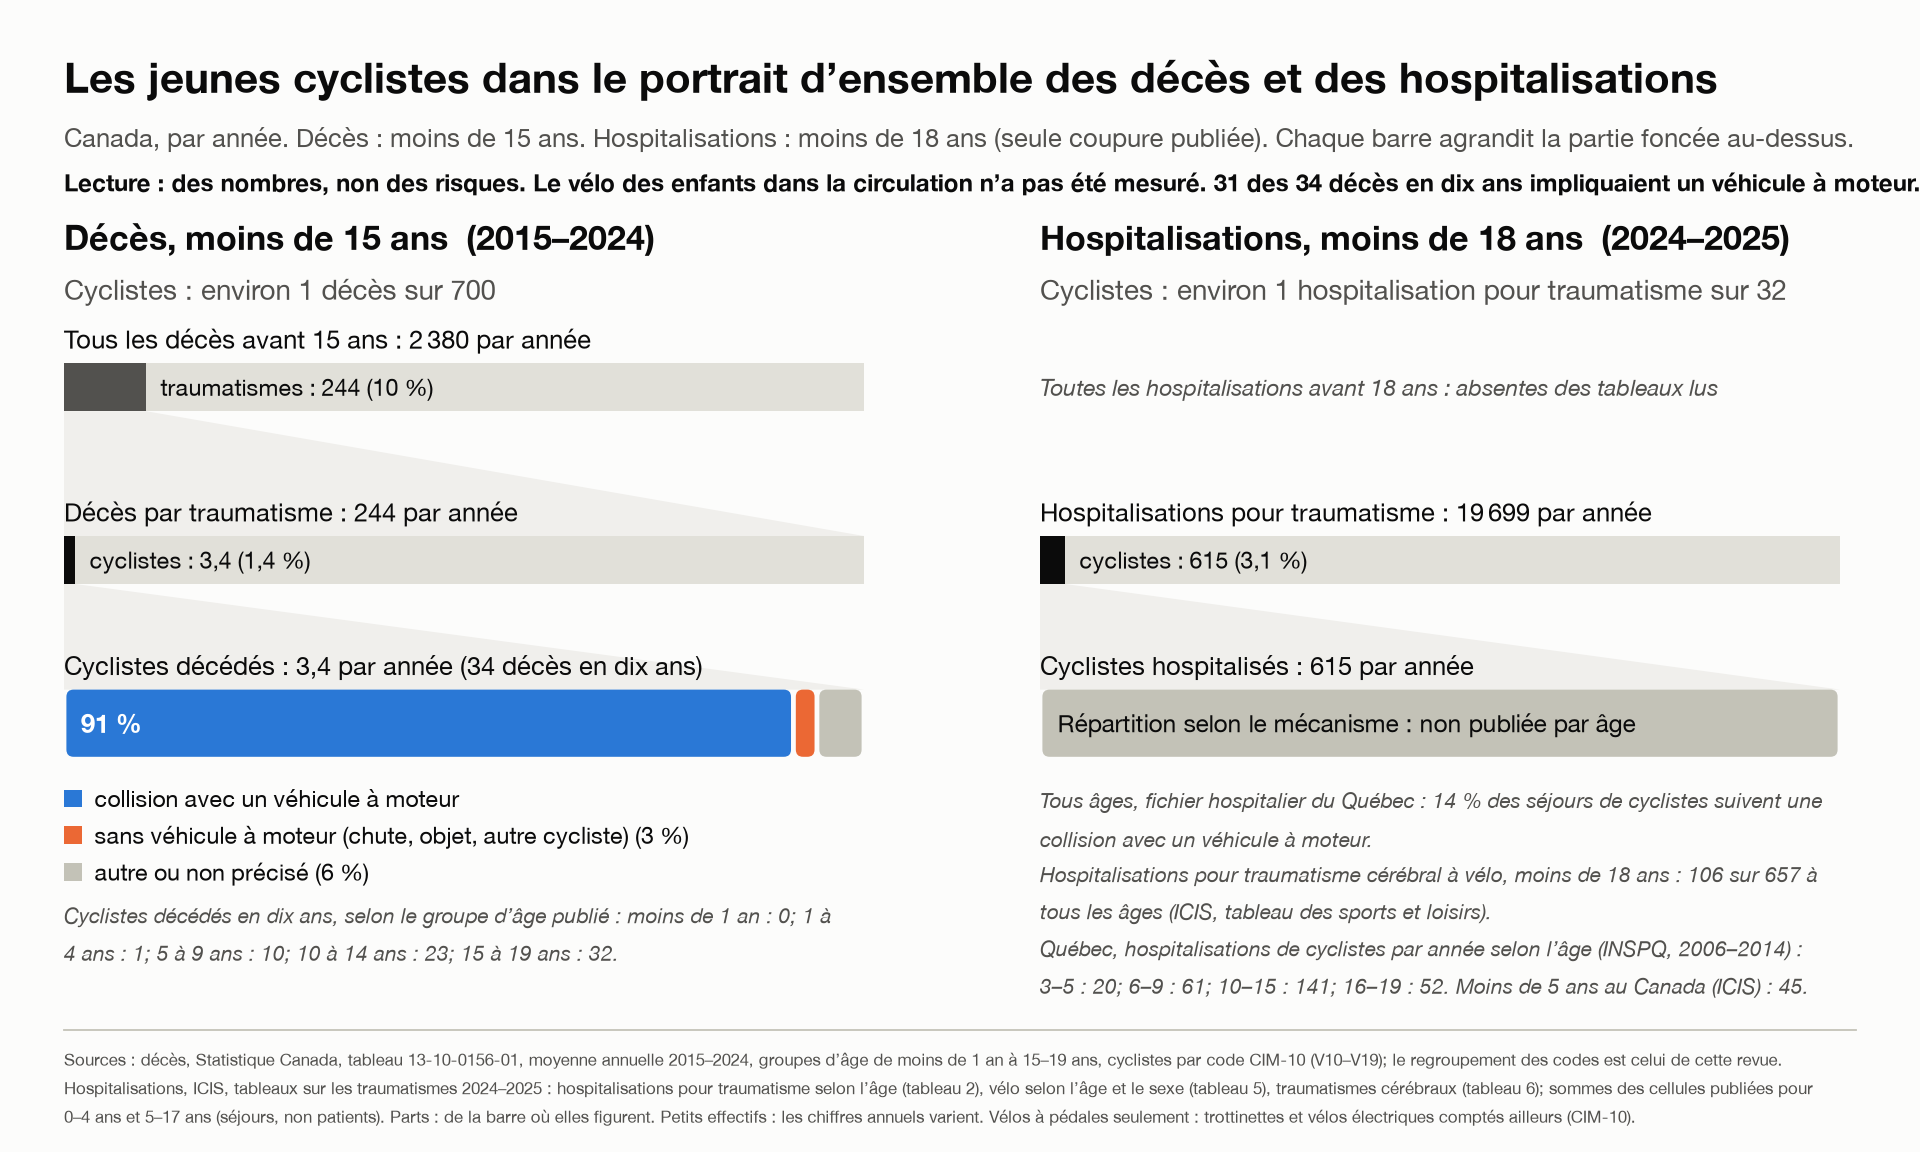 Les jeunes cyclistes dans le portrait d’ensemble des décès et des hospitalisations
Canada, par année. Décès : moins de 15 ans. Hospitalisations : moins de 18 ans (seule coupure publiée). Chaque barre agrandit la partie foncée au-dessus.
Lecture : des nombres, non des risques. Le vélo des enfants dans la circulation n’a pas été mesuré. 31 des 34 décès en dix ans impliquaient un véhicule à moteur.
Décès, moins de 15 ans (2015–2024)
Cyclistes : environ 1 décès sur 700
Tous les décès avant 15 ans : 2 380 par année
traumatismes : 244 (10 %)
Décès par traumatisme : 244 par année
cyclistes : 3,4 (1,4 %)
Cyclistes décédés : 3,4 par année (34 décès en dix ans)
91 %
collision avec un véhicule à moteur
sans véhicule à moteur (chute, objet, autre cycliste) (3 %)
autre ou non précisé (6 %)
Cyclistes décédés en dix ans, selon le groupe d’âge publié : moins de 1 an : 0; 1 à
4 ans : 1; 5 à 9 ans : 10; 10 à 14 ans : 23; 15 à 19 ans : 32.
Hospitalisations, moins de 18 ans (2024–2025)
Cyclistes : environ 1 hospitalisation pour traumatisme sur 32
Toutes les hospitalisations avant 18 ans : absentes des tableaux lus
Hospitalisations pour traumatisme : 19 699 par année
cyclistes : 615 (3,1 %)
Cyclistes hospitalisés : 615 par année
Répartition selon le mécanisme : non publiée par âge
Tous âges, fichier hospitalier du Québec : 14 % des séjours de cyclistes suivent une
collision avec un véhicule à moteur.
Hospitalisations pour traumatisme cérébral à vélo, moins de 18 ans : 106 sur 657 à
tous les âges (ICIS, tableau des sports et loisirs).
Québec, hospitalisations de cyclistes par année selon l’âge (INSPQ, 2006–2014) :
3–5 : 20; 6–9 : 61; 10–15 : 141; 16–19 : 52. Moins de 5 ans au Canada (ICIS) : 45.
Sources : décès, Statistique Canada, tableau 13-10-0156-01, moyenne annuelle 2015–2024, groupes d’âge de moins de 1 an à 15–19 ans, cyclistes par code CIM-10 (V10–V19); le regroupement des codes est celui de cette revue.
Hospitalisations, ICIS, tableaux sur les traumatismes 2024–2025 : hospitalisations pour traumatisme selon l’âge (tableau 2), vélo selon l’âge et le sexe (tableau 5), traumatismes cérébraux (tableau 6); sommes des cellules publiées pour
0–4 ans et 5–17 ans (séjours, non patients). Parts : de la barre où elles figurent. Petits effectifs : les chiffres annuels varient. Vélos à pédales seulement : trottinettes et vélos électriques comptés ailleurs (CIM-10).